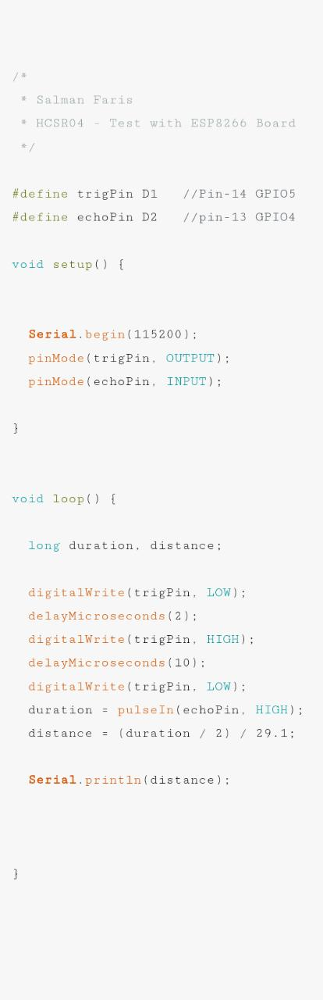 /*
 * Salman Faris
 * HCSR04 - Test with ESP8266 Board
 */
#define trigPin D1   //Pin-14 GPIO5
#define echoPin D2   //pin-13 GPIO4
void setup() {
  Serial.begin(115200);
  pinMode(trigPin, OUTPUT);
  pinMode(echoPin, INPUT);
}
void loop() {
  long duration, distance;
  digitalWrite(trigPin, LOW);
  delayMicroseconds(2);
  digitalWrite(trigPin, HIGH);
  delayMicroseconds(10);
  digitalWrite(trigPin, LOW);
  duration = pulseIn(echoPin, HIGH);
  distance = (duration / 2) / 29.1;
  Serial.println(distance);
}